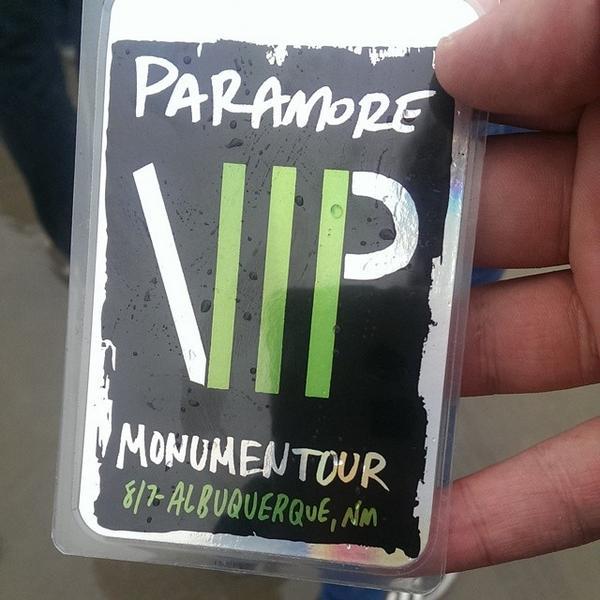 PARAMORE
VIP
MONUMENTOUR
8/7- ALBUQUERQUE, NM